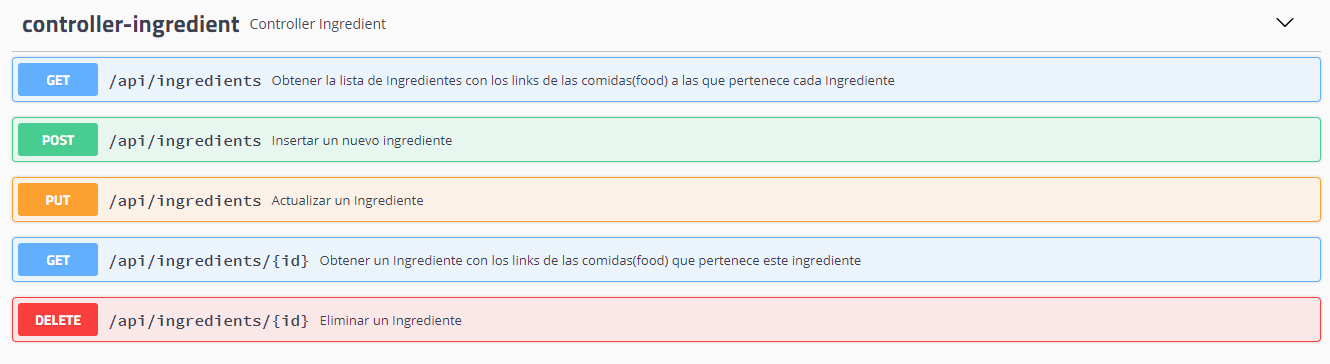 controller-ingredient Controller Ingredient
GET /api/ingredients Obtener la lista de Ingredientes con los links de las comidas(food) a las que pertenece cada Ingrediente
POST /api/ingredients Insertar un nuevo ingrediente
PUT /api/ingredients Actualizar un Ingrediente
GET /api/ingredients/{id} Obtener un Ingrediente con los links de las comidas(food) que pertenece este ingrediente
DELETE /api/ingredients/{id} Eliminar un Ingrediente